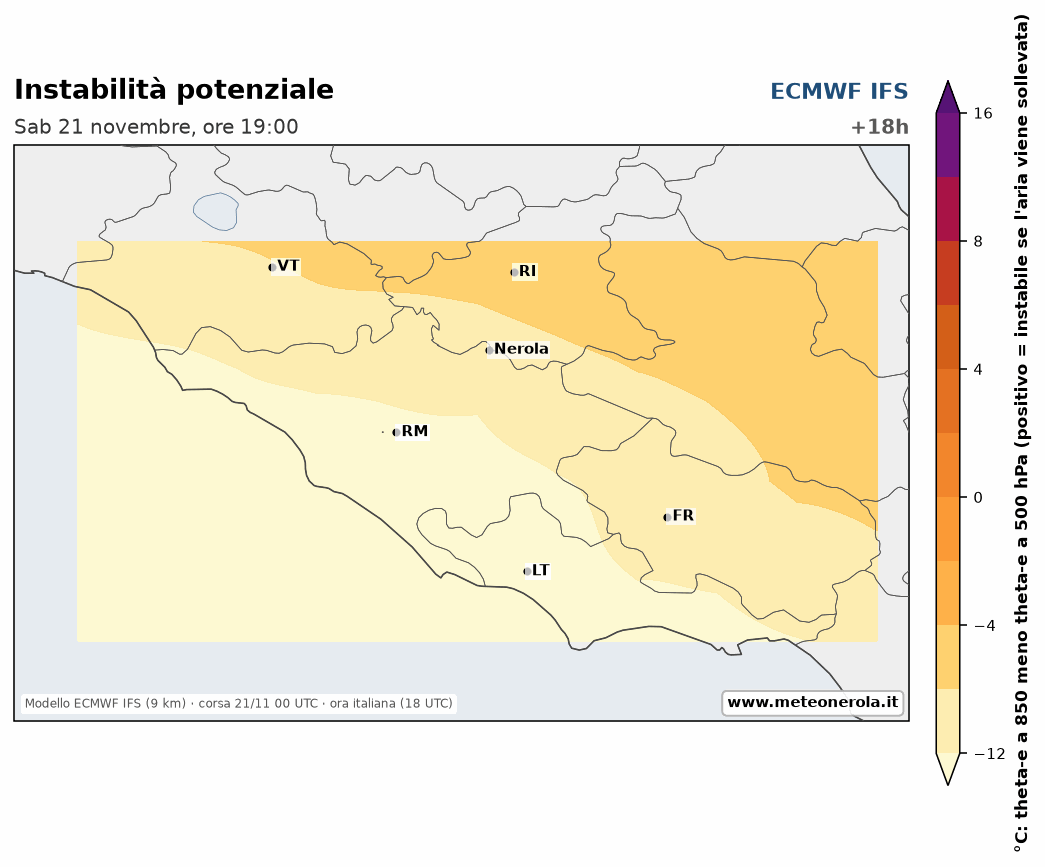 Instabilità potenziale
ECMWF IFS
Sab 21 novembre, ore 19:00
+18h
VT
RI
Nerola
RM
FR
LT
Modello ECMWF IFS (9 km) · corsa 21/11 00 UTC · ora italiana (18 UTC)
www.meteonerola.it
16
8
4
0
−4
−12
°C: theta-e a 850 meno theta-e a 500 hPa (positivo = instabile se l'aria viene sollevata)